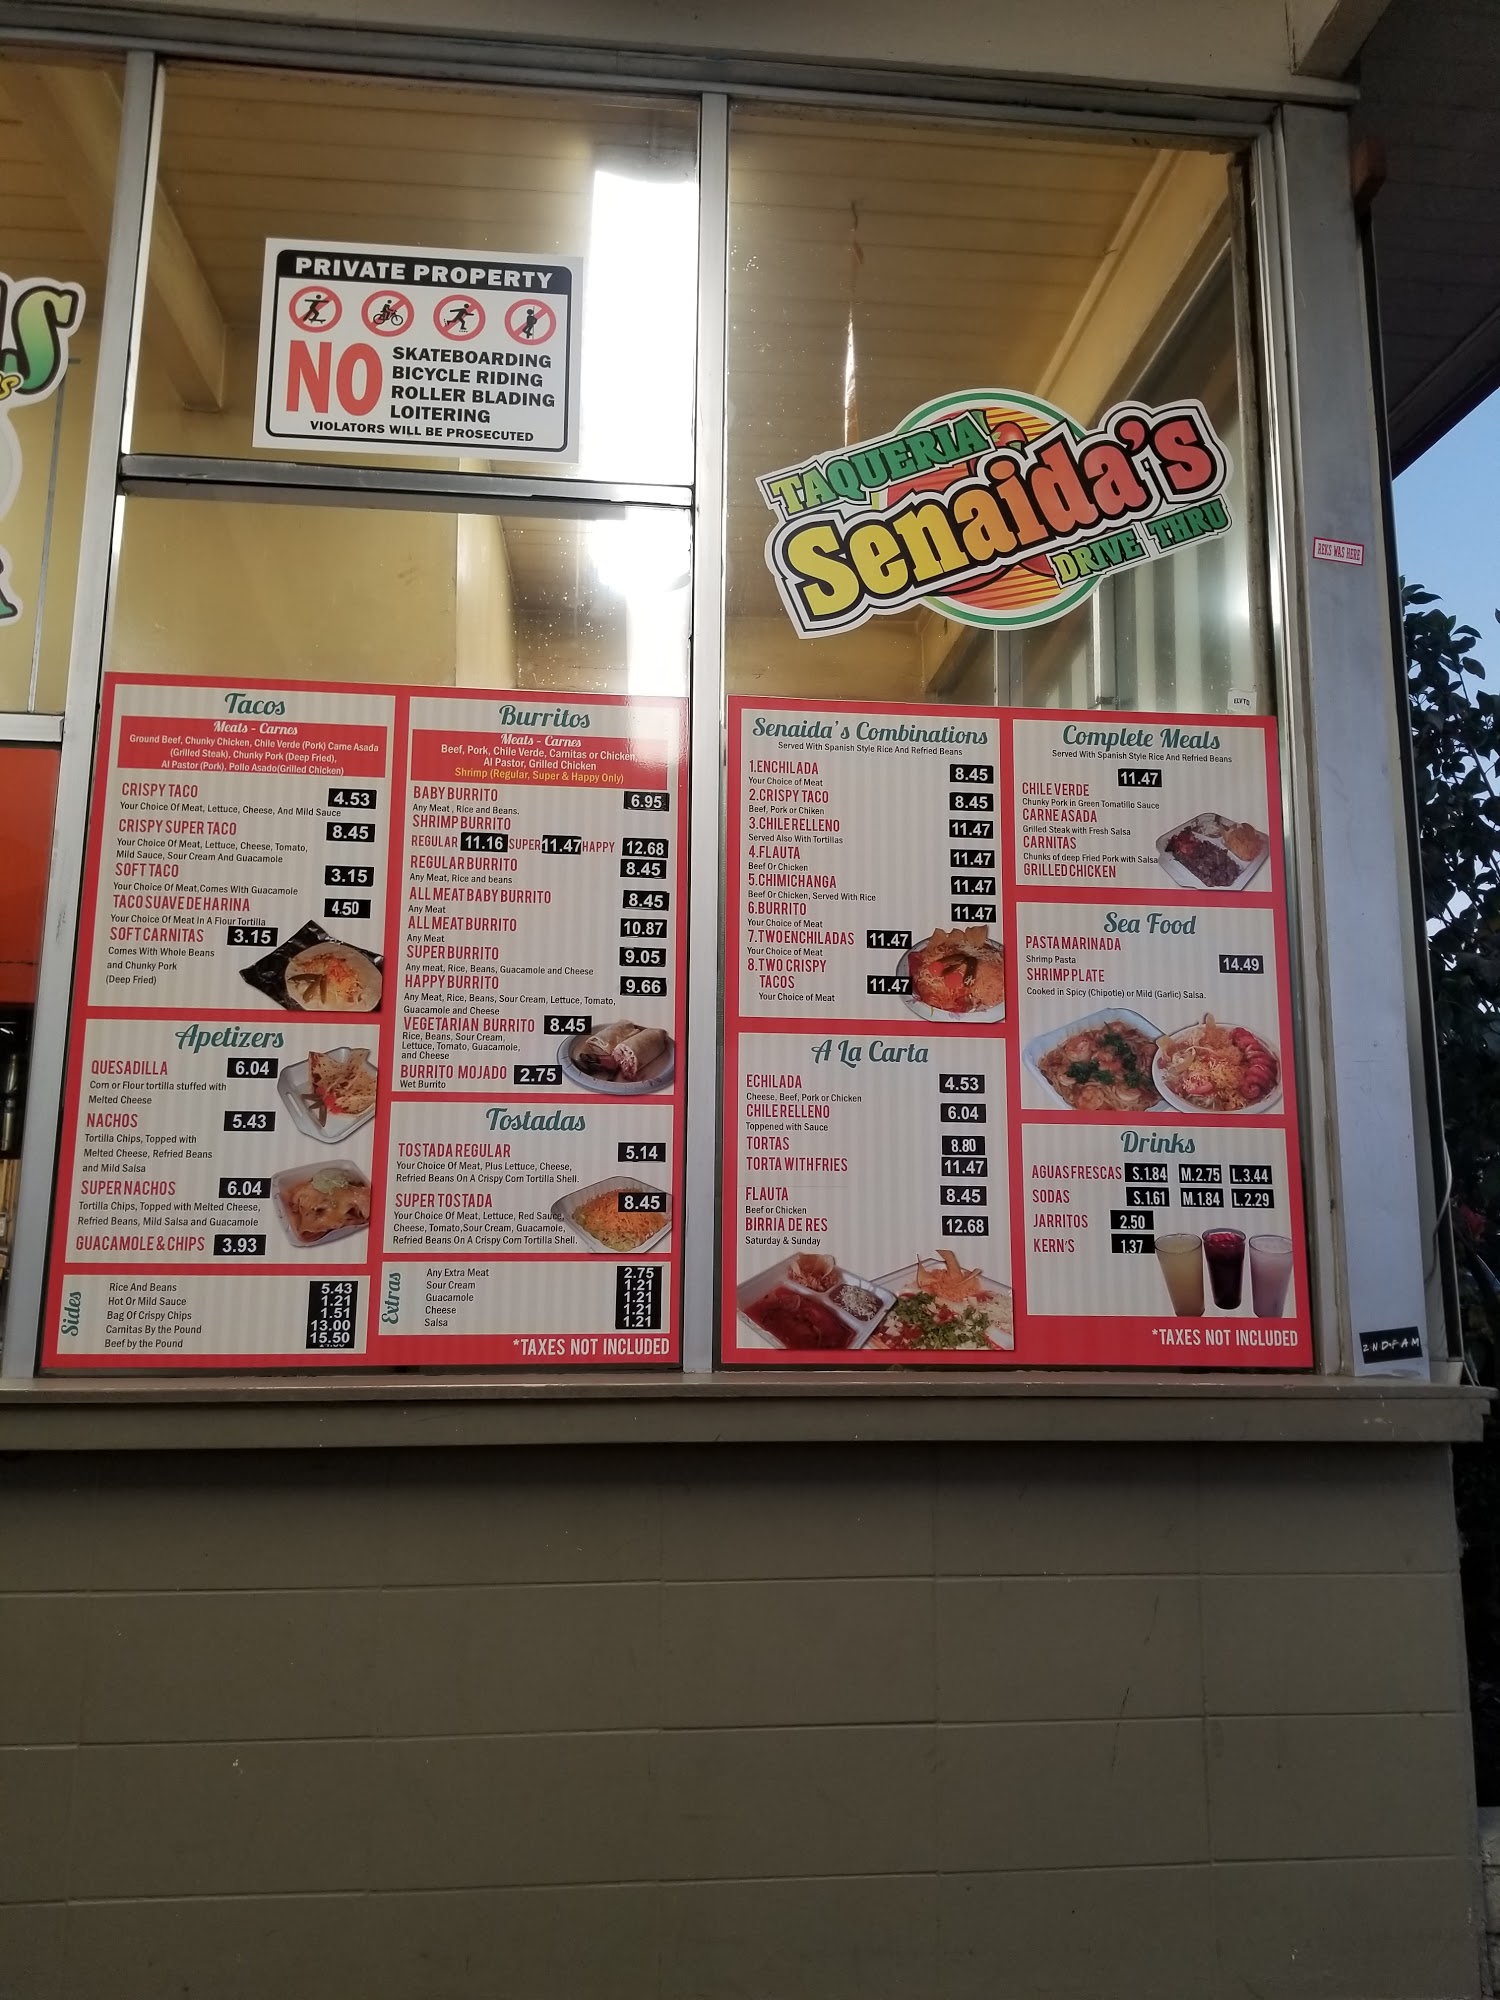 PRIVATE PROPERTY
NO
SKATEBOARDING
BICYCLE RIDING
ROLLER BLADING
LOITERING
VIOLATORS WILL BE PROSECUTED
TAQUERIA
Senaida's
DRIVE THRU
REKS WAS HERE
Tacos
Meats - Carnes
Ground Beef, Chunky Chicken, Chile Verde (Pork) Carne Asada
(Grilled Steak), Chunky Pork (Deep Fried),
Al Pastor (Pork), Pollo Asado(Grilled Chicken)
CRISPY TACO 4.53
Your Choice Of Meat, Lettuce, Cheese, And Mild Sauce
CRISPY SUPER TACO 8.45
Your Choice Of Meat, Lettuce, Cheese, Tomato,
Mild Sauce, Sour Cream And Guacamole
SOFT TACO 3.15
Your Choice Of Meat,Comes With Guacamole
TACO SUAVE DE HARINA 4.50
Your Choice Of Meat In A Flour Tortilla
SOFT CARNITAS 3.15
Comes With Whole Beans
and Chunky Pork
(Deep Fried)
Apetizers
QUESADILLA 6.04
Corn or Flour tortilla stuffed with
Melted Cheese
NACHOS 5.43
Tortilla Chips, Topped with
Melted Cheese, Refried Beans
and Mild Salsa
SUPER NACHOS 6.04
Tortilla Chips, Topped with Melted Cheese,
Refried Beans, Mild Salsa and Guacamole
GUACAMOLE & CHIPS 3.93
Sides
Rice And Beans 5.43
Hot Or Mild Sauce 1.21
Bag Of Crispy Chips 1.51
Carnitas By the Pound 13.00
Beef by the Pound 15.50
Burritos
Meats - Carnes
Beef, Pork, Chile Verde, Carnitas or Chicken,
Al Pastor, Grilled Chicken
Shrimp (Regular, Super & Happy Only)
BABY BURRITO 6.95
Any Meat , Rice and Beans.
SHRIMP BURRITO
REGULAR 11.16 SUPER 11.47 HAPPY 12.68
REGULAR BURRITO 8.45
Any Meat, Rice and beans
ALL MEAT BABY BURRITO 8.45
Any Meat
ALL MEAT BURRITO 10.87
Any Meat
SUPER BURRITO 9.05
Any meat, Rice, Beans, Guacamole and Cheese
HAPPY BURRITO 9.66
Any Meat, Rice, Beans, Sour Cream, Lettuce, Tomato,
Guacamole and Cheese
VEGETARIAN BURRITO 8.45
Rice, Beans, Sour Cream,
Lettuce, Tomato, Guacamole,
and Cheese
BURRITO MOJADO 2.75
Wet Burrito
Tostadas
TOSTADA REGULAR 5.14
Your Choice Of Meat, Plus Lettuce, Cheese,
Refried Beans On A Crispy Corn Tortilla Shell.
SUPER TOSTADA 8.45
Your Choice Of Meat, Lettuce, Red Sauce,
Cheese, Tomato,Sour Cream, Guacamole,
Refried Beans On A Crispy Corn Tortilla Shell.
Extras
Any Extra Meat 2.75
Sour Cream 1.21
Guacamole 1.21
Cheese 1.21
Salsa 1.21
*TAXES NOT INCLUDED
Senaida's Combinations
Served With Spanish Style Rice And Refried Beans
1.ENCHILADA 8.45
Your Choice of Meat
2.CRISPY TACO 8.45
Beef, Pork or Chiken
3.CHILE RELLENO 11.47
Served Also With Tortillas
4.FLAUTA 11.47
Beef Or Chicken
5.CHIMICHANGA 11.47
Beef Or Chicken, Served With Rice
6.BURRITO 11.47
Your Choice of Meat
7.TWO ENCHILADAS 11.47
Your Choice of Meat
8.TWO CRISPY
TACOS 11.47
Your Choice of Meat
A La Carta
ECHILADA 4.53
Cheese, Beef, Pork or Chicken
CHILE RELLENO 6.04
Toppened with Sauce
TORTAS 8.80
TORTA WITH FRIES 11.47
FLAUTA 8.45
Beef or Chicken
BIRRIA DE RES 12.68
Saturday & Sunday
Complete Meals
Served With Spanish Style Rice And Refried Beans
11.47
CHILE VERDE
Chunky Pork in Green Tomatillo Sauce
CARNE ASADA
Grilled Steak with Fresh Salsa
CARNITAS
Chunks of deep Fried Pork with Salsa
GRILLED CHICKEN
Sea Food
PASTA MARINADA
Shrimp Pasta
14.49
SHRIMP PLATE
Cooked in Spicy (Chipotle) or Mild (Garlic) Salsa.
Drinks
AGUAS FRESCAS S.1.84 M.2.75 L.3.44
SODAS S.1.61 M.1.84 L.2.29
JARRITOS 2.50
KERN'S 1.37
*TAXES NOT INCLUDED
2NDFAM